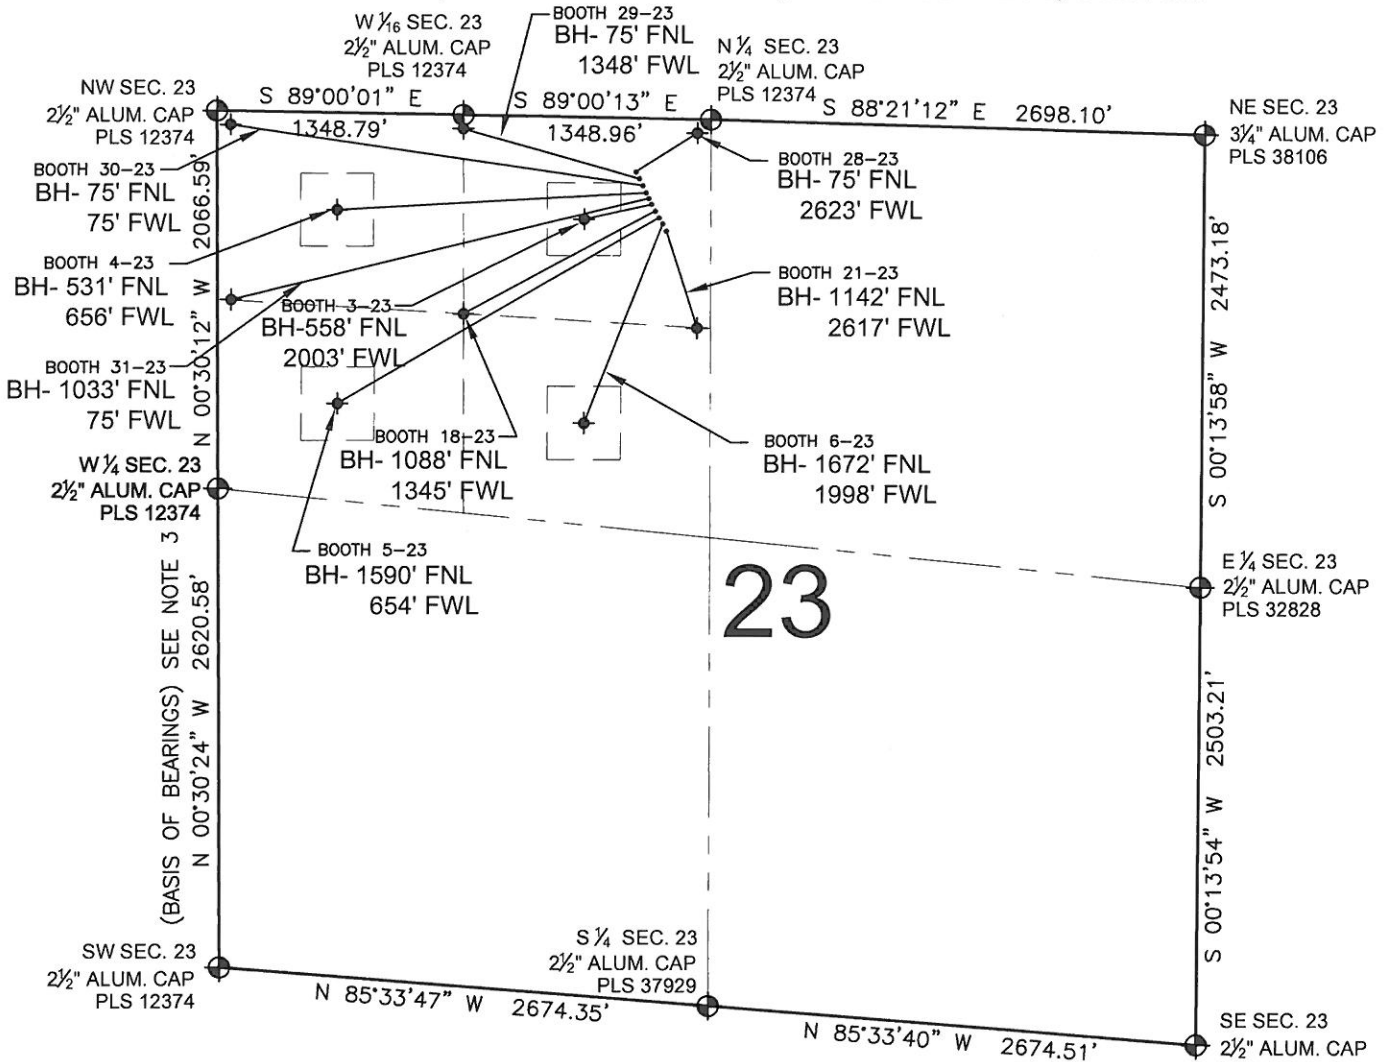 W 1/16 SEC. 23
2½" ALUM. CAP
PLS 12374
BOOTH 29-23
BH- 75' FNL
1348' FWL
N ¼ SEC. 23
2½" ALUM. CAP
PLS 12374
NW SEC. 23
2½" ALUM. CAP
PLS 12374
S 89°00'01" E
1348.79'
S 89°00'13" E
1348.96'
S 88°21'12" E 2698.10'
NE SEC. 23
3¼" ALUM. CAP
PLS 38106
BOOTH 30-23
BH- 75' FNL
75' FWL
BOOTH 28-23
BH- 75' FNL
2623' FWL
BOOTH 4-23
BH- 531' FNL
656' FWL
BOOTH 3-23
BH-558' FNL
2003' FWL
BOOTH 21-23
BH- 1142' FNL
2617' FWL
BOOTH 31-23
BH- 1033' FNL
75' FWL
N 00°30'12" W 2066.59'
S 00°13'58" W 2473.18'
BOOTH 18-23
BH- 1088' FNL
1345' FWL
BOOTH 6-23
BH- 1672' FNL
1998' FWL
W ¼ SEC. 23
2½" ALUM. CAP
PLS 12374
BOOTH 5-23
BH- 1590' FNL
654' FWL
23
E ¼ SEC. 23
2½" ALUM. CAP
PLS 32828
(BASIS OF BEARINGS) SEE NOTE 3
N 00°30'24" W 2620.58'
S 00°13'54" W 2503.21'
SW SEC. 23
2½" ALUM. CAP
PLS 12374
S ¼ SEC. 23
2½" ALUM. CAP
PLS 37929
N 85°33'47" W 2674.35'
N 85°33'40" W 2674.51'
SE SEC. 23
2½" ALUM. CAP